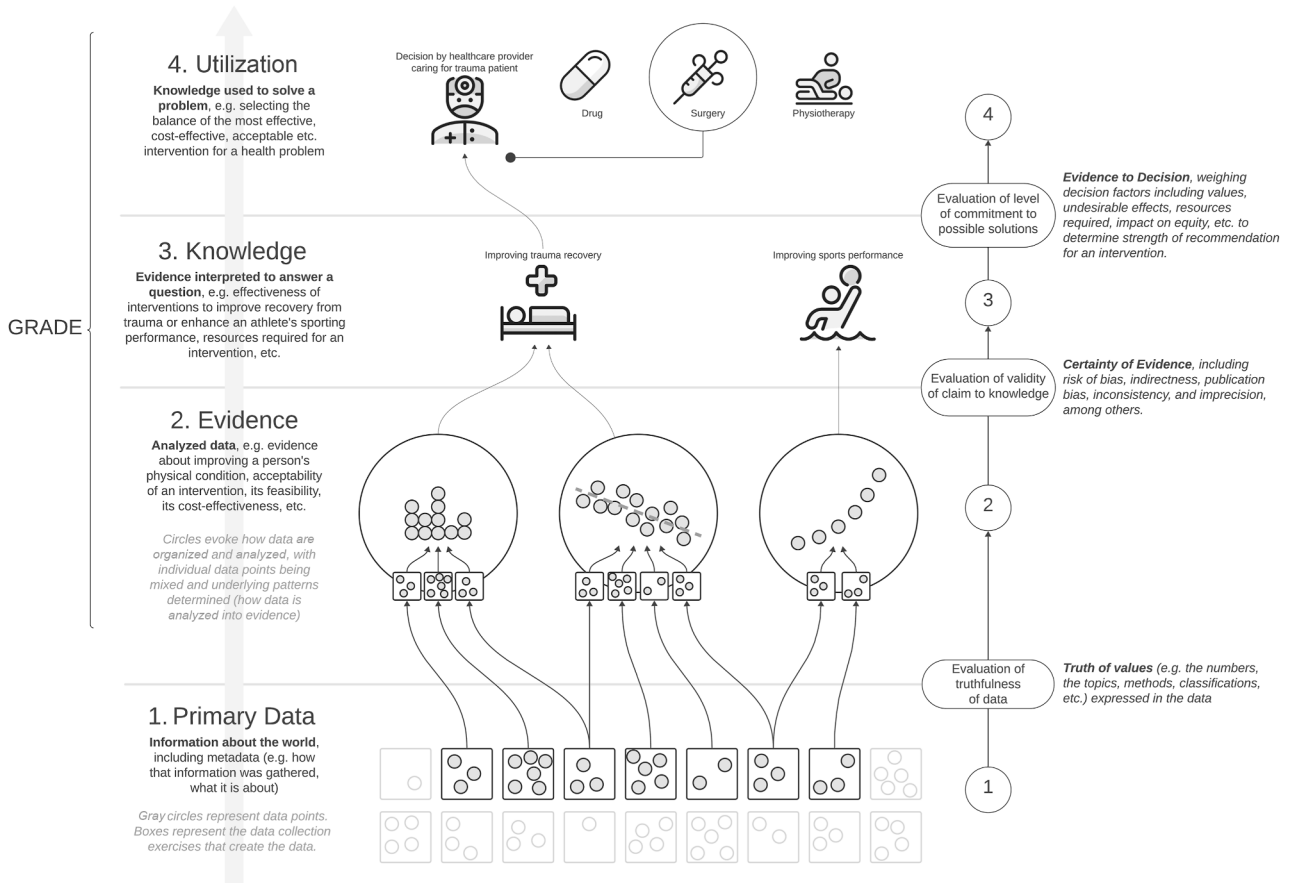 GRADE
4. Utilization
Knowledge used to solve a
problem, e.g. selecting the
balance of the most effective,
cost-effective, acceptable etc.
intervention for a health problem
Decision by healthcare provider
caring for trauma patient
Drug
Surgery
Physiotherapy
4
Evaluation of level
of commitment to
possible solutions
Evidence to Decision, weighing
decision factors including values,
undesirable effects, resources
required, impact on equity, etc. to
determine strength of recommendation
for an intervention.
3. Knowledge
Evidence interpreted to answer a
question, e.g. effectiveness of
interventions to improve recovery from
trauma or enhance an athlete's sporting
performance, resources required for an
intervention, etc.
Improving trauma recovery
Improving sports performance
3
Evaluation of validity
of claim to knowledge
Certainty of Evidence, including
risk of bias, indirectness, publication
bias, inconsistency, and imprecision,
among others.
2. Evidence
Analyzed data, e.g. evidence
about improving a person's
physical condition, acceptability
of an intervention, its feasibility,
its cost-effectiveness, etc.
Circles evoke how data are
organized and analyzed, with
individual data points being
mixed and underlying patterns
determined (how data is
analyzed into evidence)
2
Evaluation of
truthfulness
of data
Truth of values (e.g. the numbers,
the topics, methods, classifications,
etc.) expressed in the data
1. Primary Data
Information about the world,
including metadata (e.g. how
that information was gathered,
what it is about)
Gray circles represent data points.
Boxes represent the data collection
exercises that create the data.
1